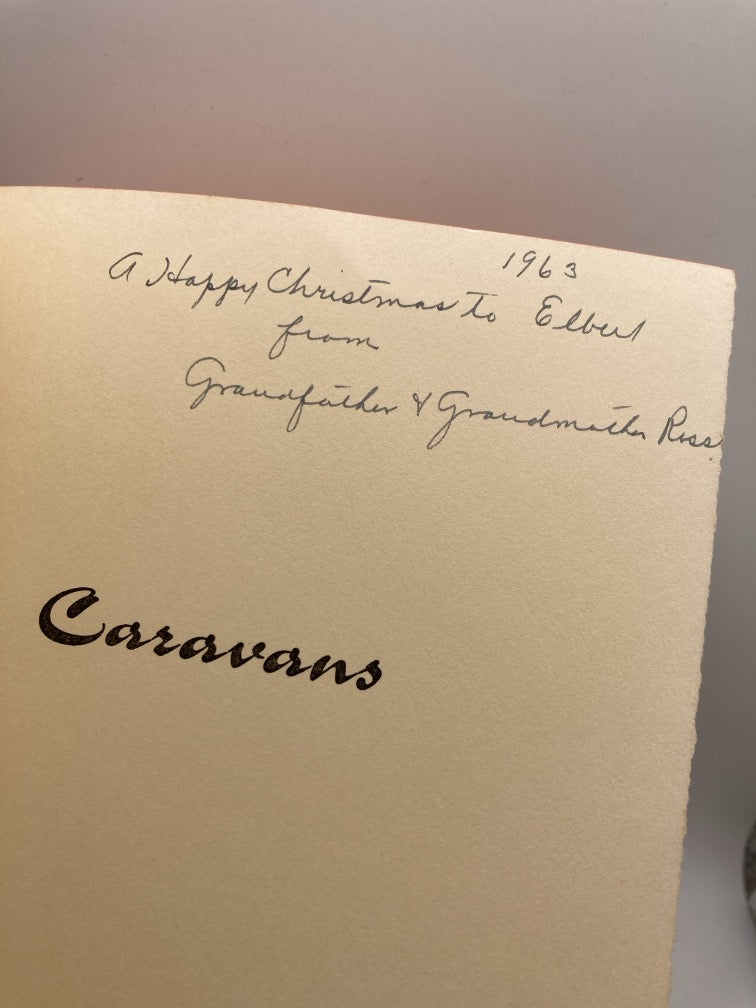 1963
A Happy Christmas to Elbert
from
Grandfather & Grandmother Ross
Caravans